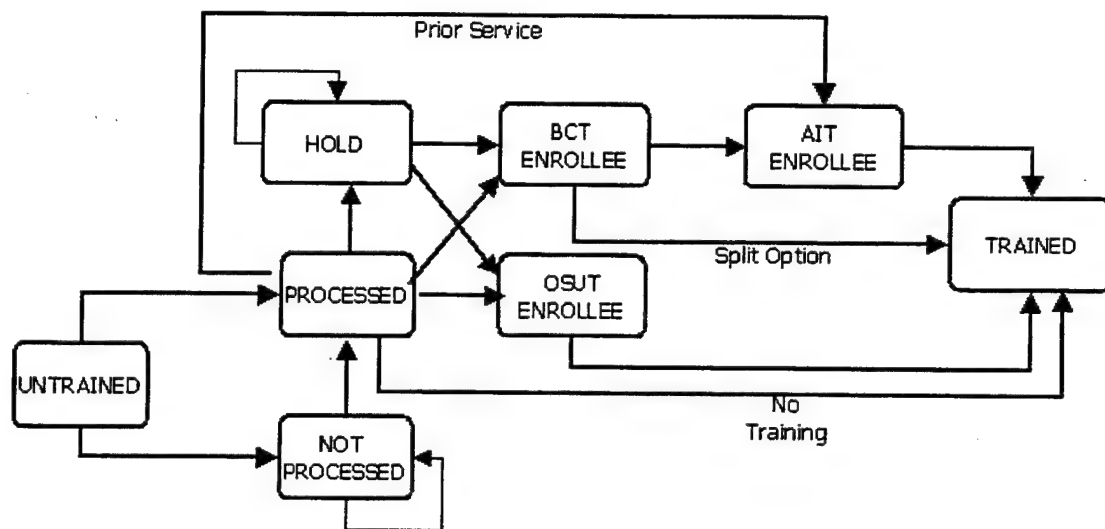 Prior Service
HOLD
BCT
ENROLLEE
AIT
ENROLLEE
TRAINED
Split Option
PROCESSED
OSUT
ENROLLEE
UNTRAINED
No
Training
NOT
PROCESSED